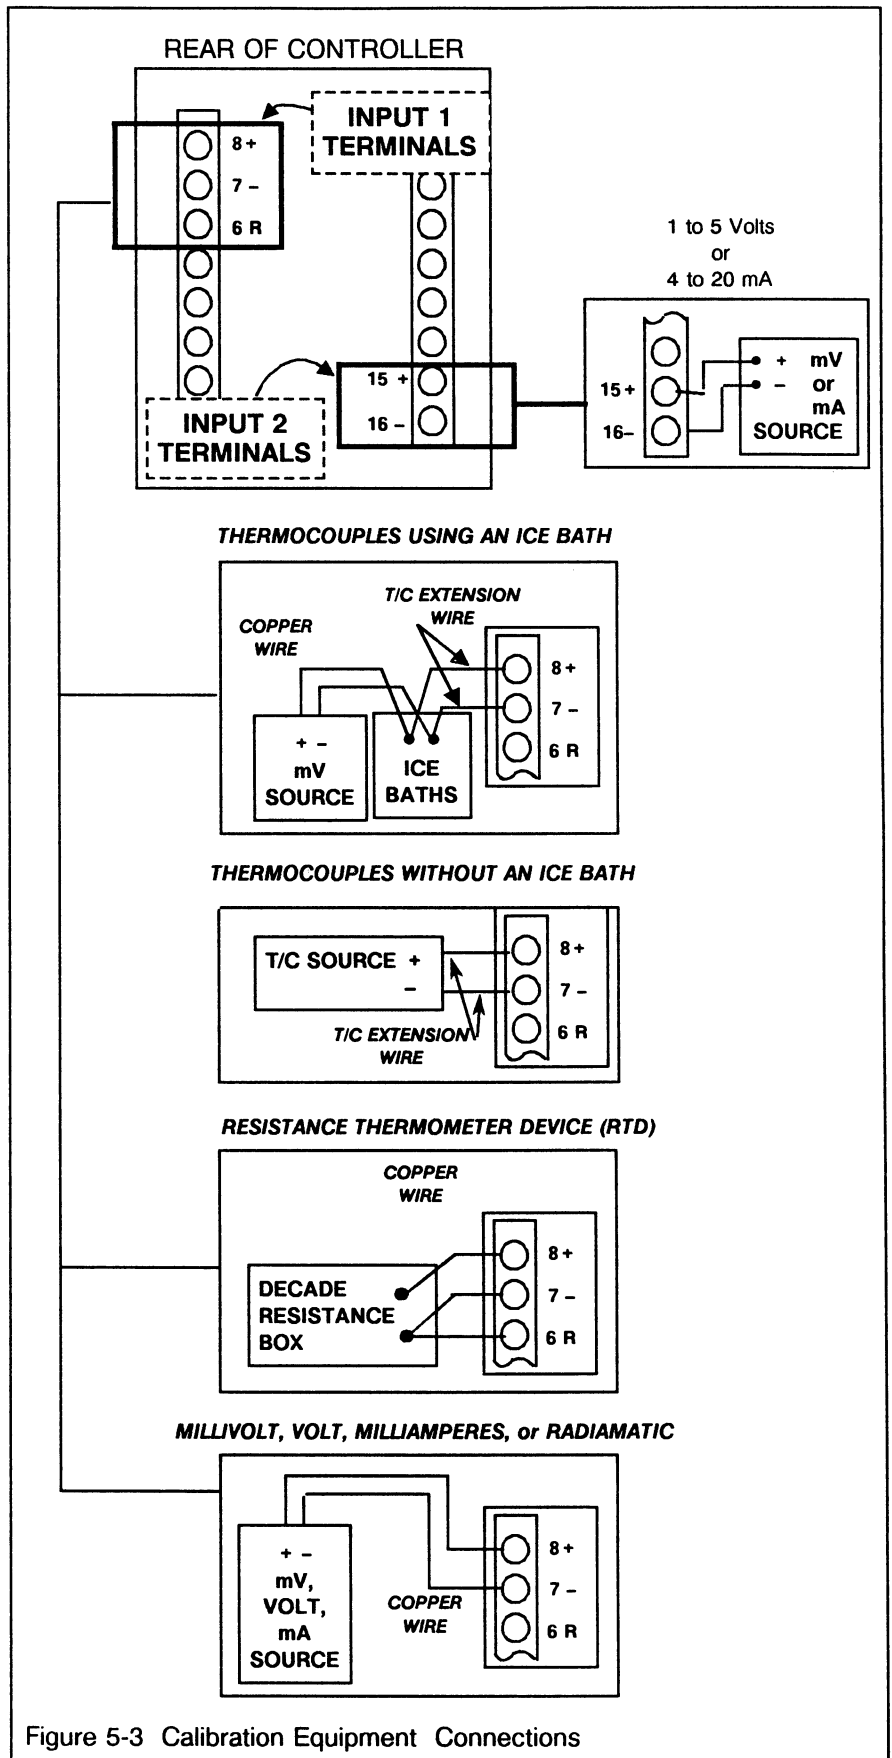 REAR OF CONTROLLER
INPUT 1
TERMINALS
8 +
7 –
6 R
15 +
16 –
INPUT 2
TERMINALS
1 to 5 Volts
or
4 to 20 mA
15 +
16–
+ mV
– or
mA
SOURCE
THERMOCOUPLES USING AN ICE BATH
T/C EXTENSION
WIRE
COPPER
WIRE
8 +
7 –
6 R
+ –
mV
SOURCE
ICE
BATHS
THERMOCOUPLES WITHOUT AN ICE BATH
T/C SOURCE +
–
8 +
7 –
6 R
T/C EXTENSION
WIRE
RESISTANCE THERMOMETER DEVICE (RTD)
COPPER
WIRE
8 +
7 –
6 R
DECADE
RESISTANCE
BOX
MILLIVOLT, VOLT, MILLIAMPERES, or RADIAMATIC
+ –
mV,
VOLT,
mA
SOURCE
COPPER
WIRE
8 +
7 –
6 R
Figure 5-3 Calibration Equipment Connections